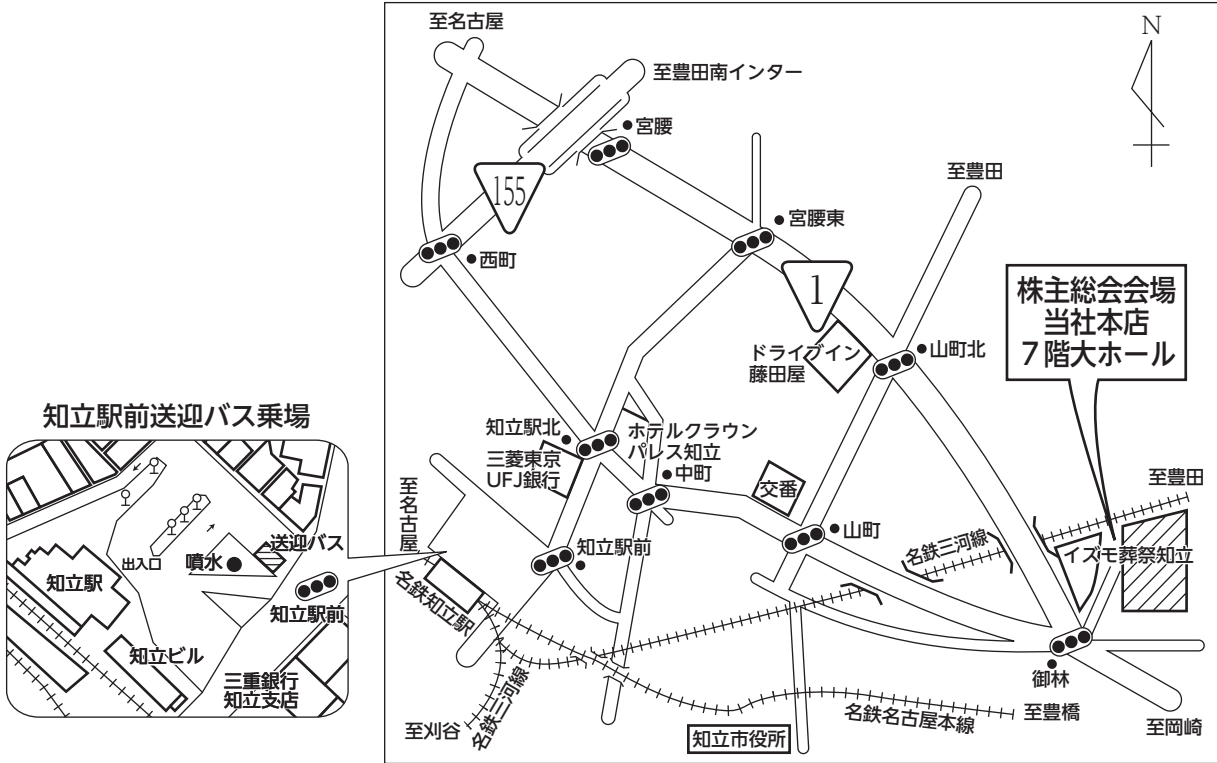 至名古屋
N
至豊田南インター
宮腰
至豊田
155
宮腰東
西町
1
株主総会会場
当社本店
7階大ホール
ドライブイン
藤田屋
山町北
知立駅前送迎バス乗場
知立駅北
ホテルクラウン
パレス知立
三菱東京
UFJ銀行
中町
至豊田
至名古屋
交番
山町
名鉄三河線
送迎バス
出入口
噴水
知立駅前
イズモ葬祭知立
知立駅
名鉄知立駅
知立駅前
知立ビル
三重銀行
知立支店
御林
名鉄三河線
至刈谷
名鉄名古屋本線
至豊橋
至岡崎
知立市役所